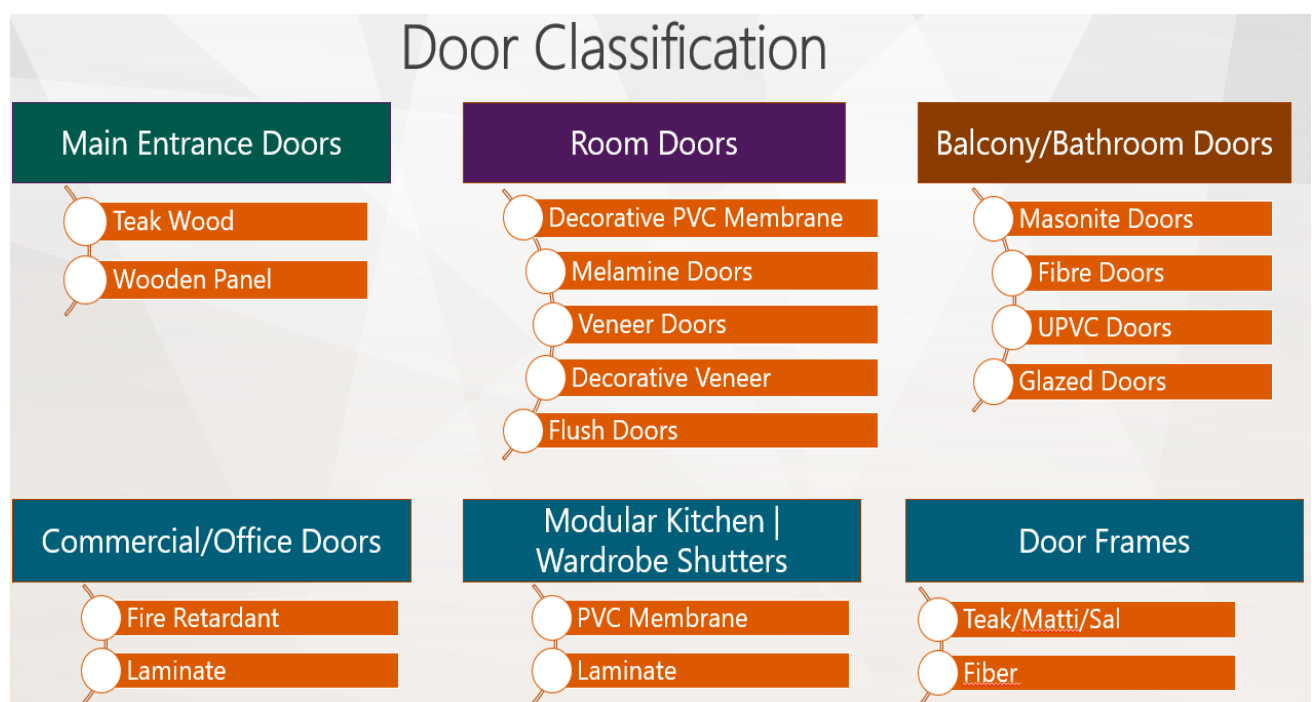 Door Classification
Main Entrance Doors
Teak Wood
Wooden Panel
Room Doors
Decorative PVC Membrane
Melamine Doors
Veneer Doors
Decorative Veneer
Flush Doors
Balcony/Bathroom Doors
Masonite Doors
Fibre Doors
UPVC Doors
Glazed Doors
Commercial/Office Doors
Fire Retardant
Laminate
Modular Kitchen |
Wardrobe Shutters
PVC Membrane
Laminate
Door Frames
Teak/Matti/Sal
Fiber